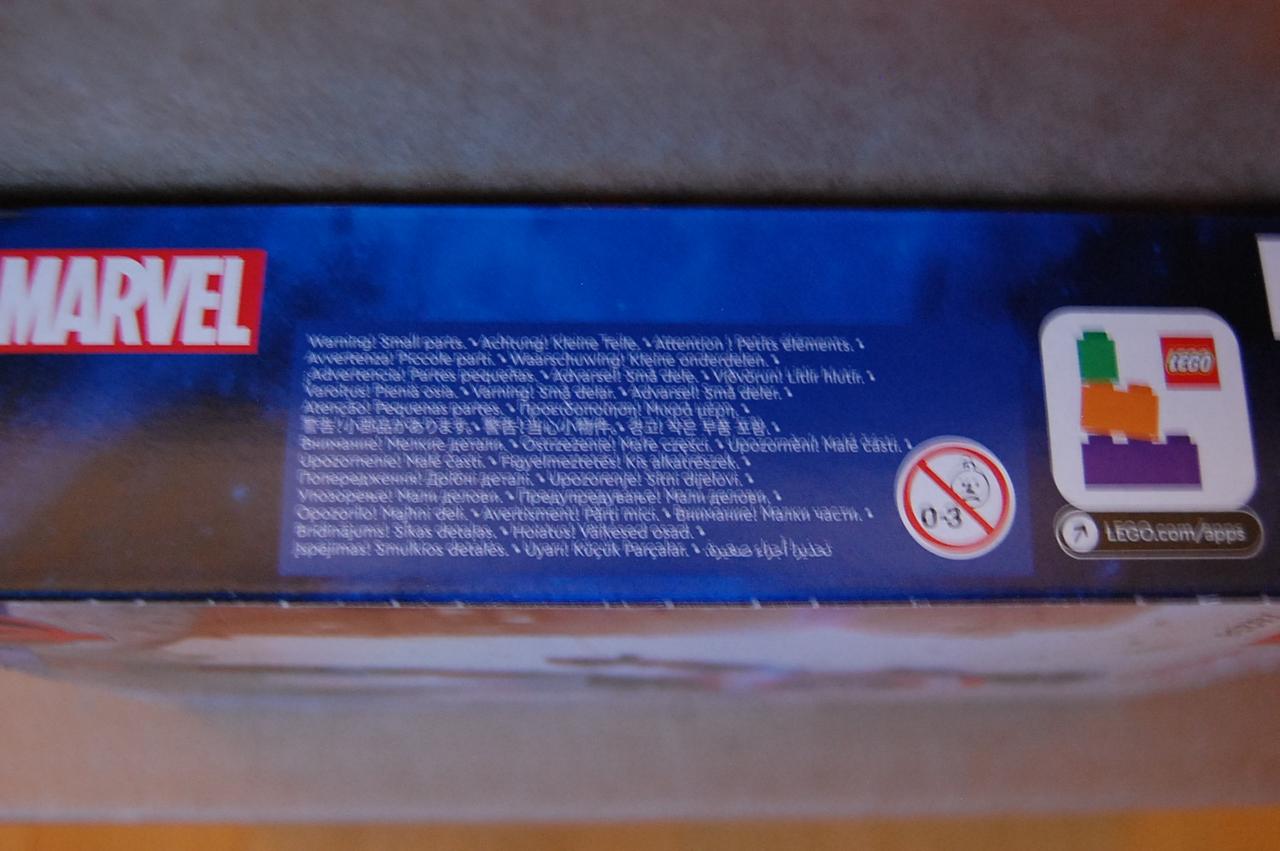 MARVEL
Warning! Small parts. • Achtung! Kleine Teile. • Attention ! Petits éléments. •
Avvertenza! Piccole parti. • Waarschuwing! Kleine onderdelen. •
¡Advertencia! Partes pequeñas. • Advarsel! Små dele. • Viðvörun! Litlir hlutir. •
Varoitus! Pieniä osia. • Varning! Små delar. • Advarsel! Små deler. •
Atenção! Pequenas partes. • Προειδοποίηση! Μικρά μέρη. •
警告!小部品があります。 • 警告!当心小物件。 • 경고! 작은 부품 포함. •
Внимание! Мелкие детали. • Ostrzeżenie! Małe części. • Upozornění! Malé části. •
Upozornenie! Malé časti. • Figyelmeztetés! Kis alkatrészek. •
Попередження! Дрібні деталі. • Upozorenje! Sitni dijelovi. •
Упозорење! Мали делови. • Предупредување! Мали делови. •
Opozorilo! Majhni deli. • Avertisment! Părți mici. • Внимание! Малки части. •
Brīdinājums! Sīkas detaļas. • Hoiatus! Väikesed osad. •
Įspėjimas! Smulkios detalės. • Uyarı! Küçük Parçalar. • تحذير! أجزاء صغيرة.
0-3
LEGO
LEGO.com/apps